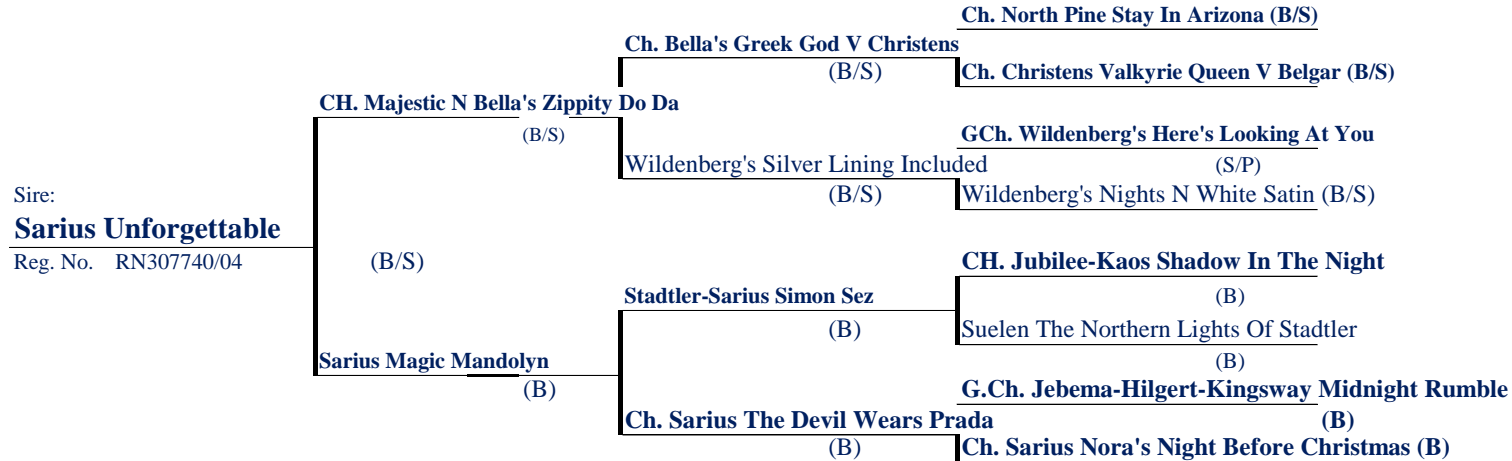 Ch. North Pine Stay In Arizona (B/S)
Ch. Bella's Greek God V Christens
(B/S)
Ch. Christens Valkyrie Queen V Belgar (B/S)
CH. Majestic N Bella's Zippity Do Da
(B/S)
GCh. Wildenberg's Here's Looking At You
(S/P)
Wildenberg's Silver Lining Included
(B/S)
Wildenberg's Nights N White Satin (B/S)
Sire:
Sarius Unforgettable
Reg. No. RN307740/04
(B/S)
CH. Jubilee-Kaos Shadow In The Night
(B)
Stadtler-Sarius Simon Sez
(B)
Suelen The Northern Lights Of Stadtler
(B)
Sarius Magic Mandolyn
(B)
G.Ch. Jebema-Hilgert-Kingsway Midnight Rumble
(B)
Ch. Sarius The Devil Wears Prada
(B)
Ch. Sarius Nora's Night Before Christmas (B)